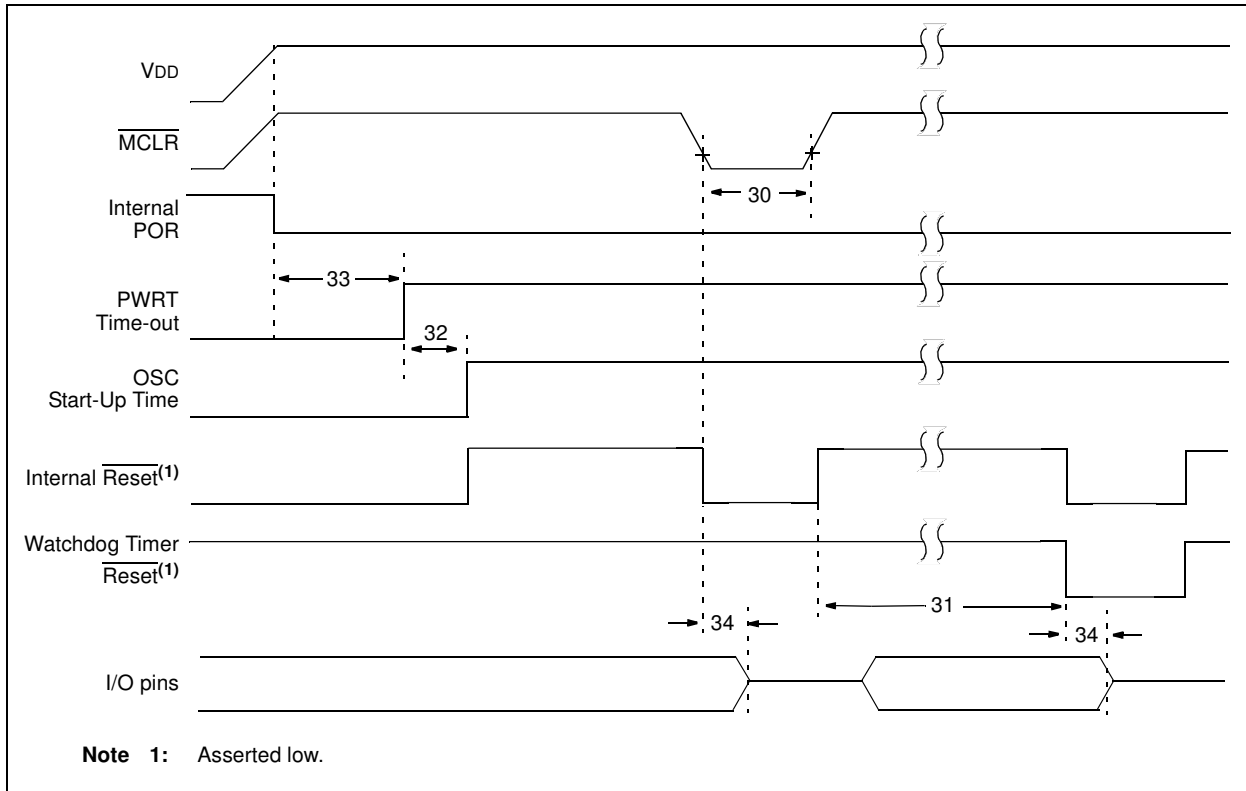 VDD
MCLR
30
Internal
POR
33
PWRT
Time-out
32
OSC
Start-Up Time
Internal Reset(1)
Watchdog Timer
Reset(1)
31
34
34
I/O pins
Note 1: Asserted low.